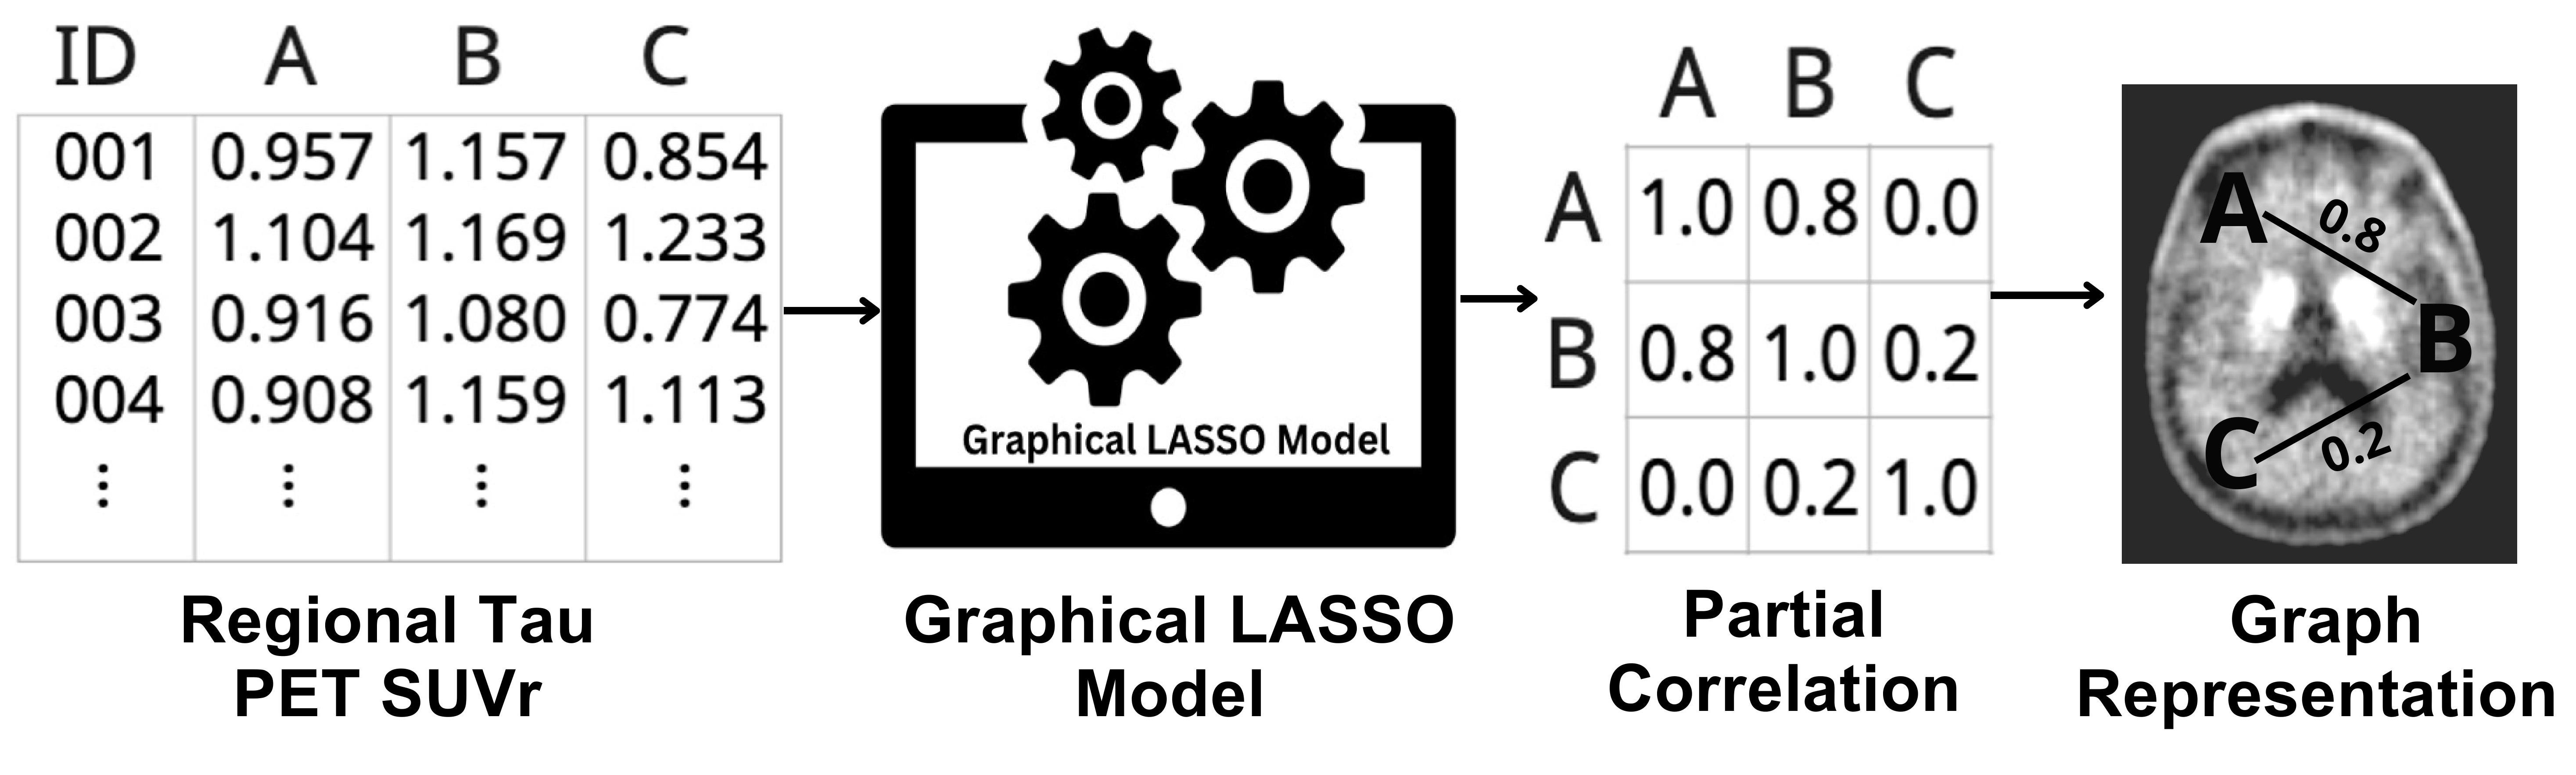 ID A B C
001 0.957 1.157 0.854
002 1.104 1.169 1.233
003 0.916 1.080 0.774
004 0.908 1.159 1.113
⋮ ⋮ ⋮ ⋮
Regional Tau
PET SUVr
Graphical LASSO Model
Graphical LASSO
Model
A B C
A 1.0 0.8 0.0
B 0.8 1.0 0.2
C 0.0 0.2 1.0
Partial
Correlation
A
0.8
B
C
0.2
Graph
Representation